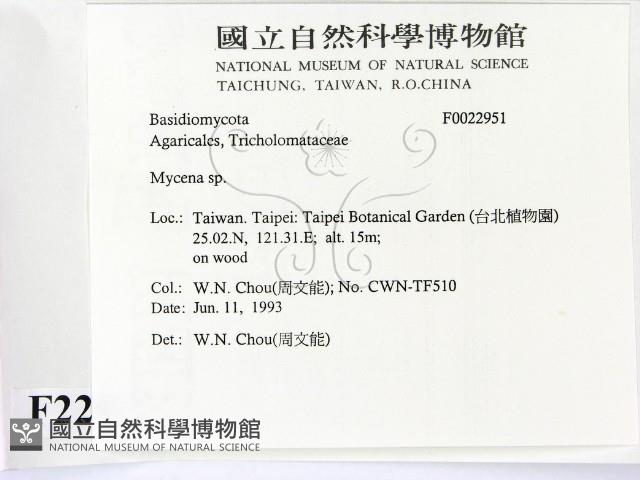 國立自然科學博物館
NATIONAL MUSEUM OF NATURAL SCIENCE
TAICHUNG, TAIWAN, R.O.CHINA
Basidiomycota F0022951
Agaricales, Tricholomataceae
Mycena sp.
Loc.: Taiwan. Taipei: Taipei Botanical Garden (台北植物園)
25.02.N, 121.31.E; alt. 15m;
on wood
Col.: W.N. Chou(周文能); No. CWN-TF510
Date: Jun. 11, 1993
Det.: W.N. Chou(周文能)
F22
國立自然科學博物館
NATIONAL MUSEUM OF NATURAL SCIENCE